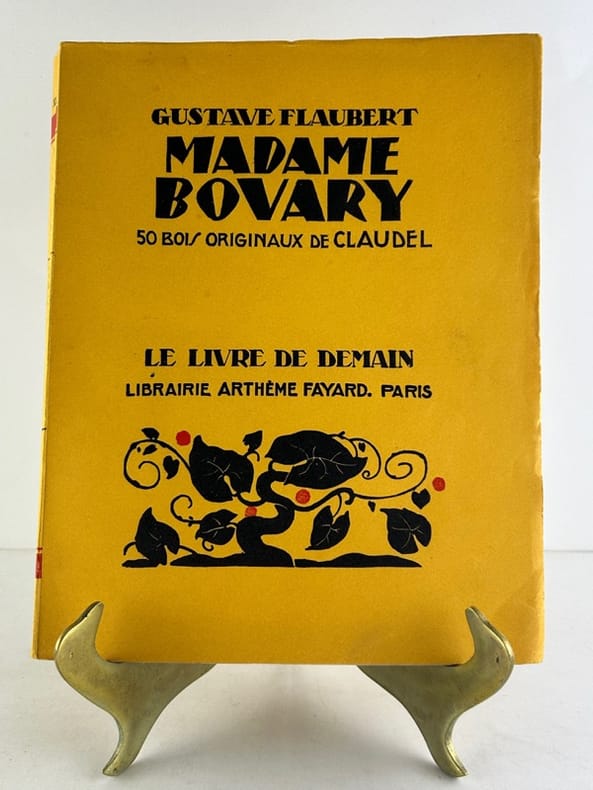 GUSTAVE FLAUBERT
MADAME
BOVARY
50 BOIS ORIGINAUX DE CLAUDEL
LE LIVRE DE DEMAIN
LIBRAIRIE ARTHÈME FAYARD. PARIS